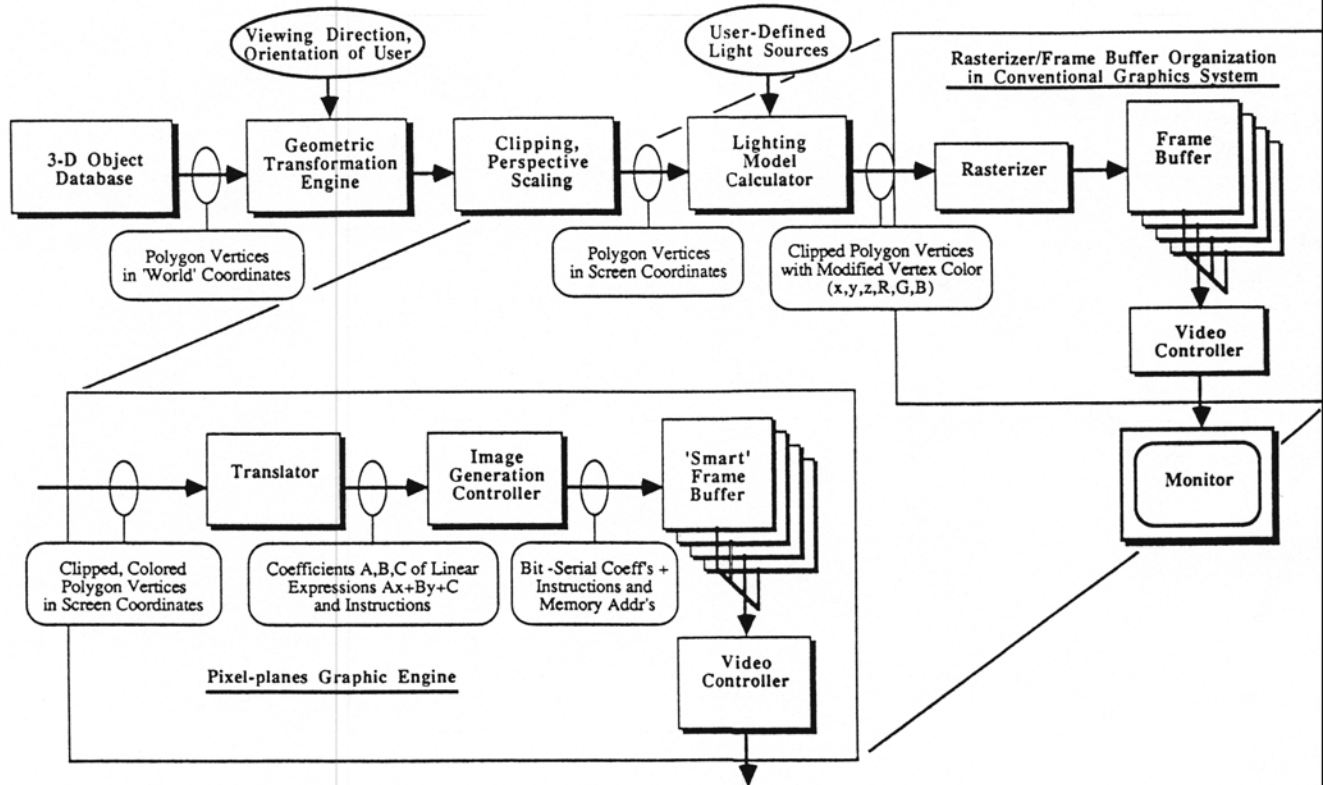 Viewing Direction,
Orientation of User
User-Defined
Light Sources
Rasterizer/Frame Buffer Organization
in Conventional Graphics System
3-D Object
Database
Geometric
Transformation
Engine
Clipping,
Perspective
Scaling
Lighting
Model
Calculator
Rasterizer
Frame
Buffer
Polygon Vertices
in 'World' Coordinates
Polygon Vertices
in Screen Coordinates
Clipped Polygon Vertices
with Modified Vertex Color
(x,y,z,R,G,B)
Video
Controller
Monitor
Translator
Image
Generation
Controller
'Smart'
Frame
Buffer
Clipped, Colored
Polygon Vertices
in Screen Coordinates
Coefficients A,B,C of Linear
Expressions Ax+By+C
and Instructions
Bit -Serial Coeff's +
Instructions and
Memory Addr's
Video
Controller
Pixel-planes Graphic Engine